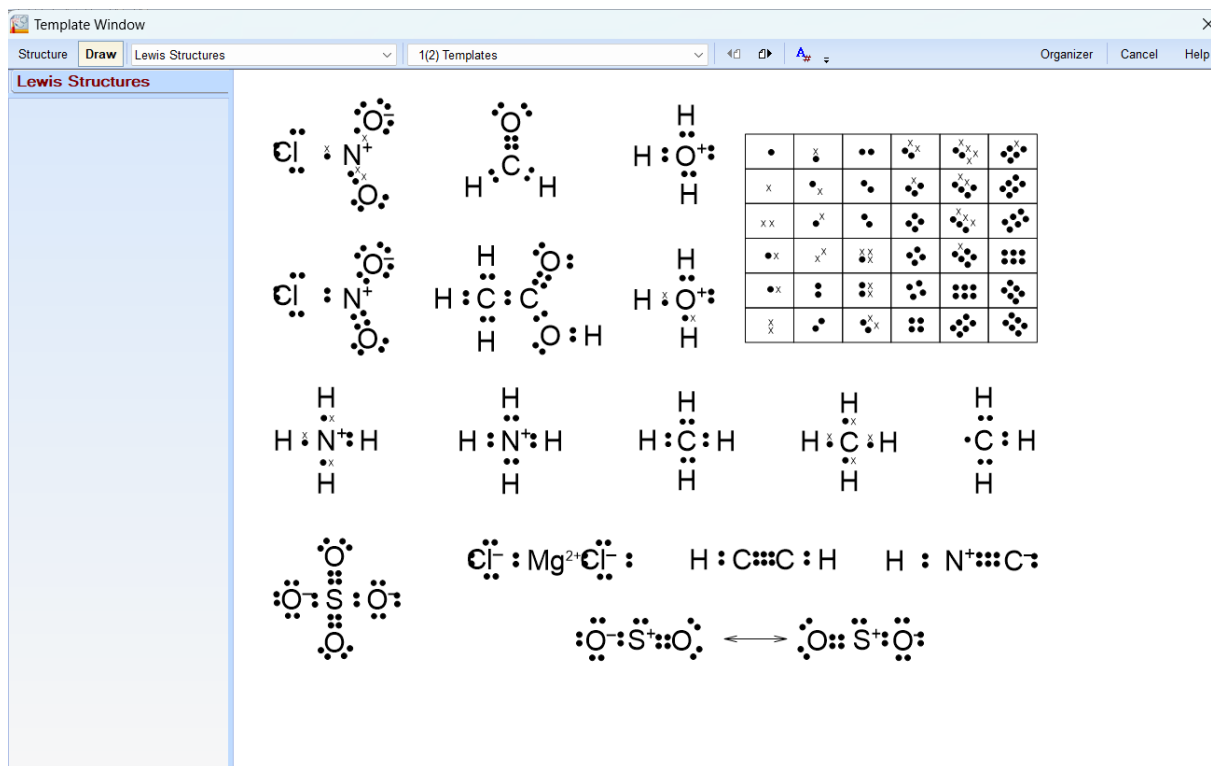 Template Window
Structure Draw Lewis Structures 1(2) Templates A# Organizer Cancel Help
Lewis Structures
Cl N+ O− O
O C H H
H H O+ H
Cl N+ O− O
H H C C O H O H
H H O+ H
H H N+ H H
H H N+ H H
H H C H H
H H C H H
H C H H
O O− S O− O
Cl− Mg2+ Cl−
H C C H
H N+ C−
O− S+ O
O S+ O−